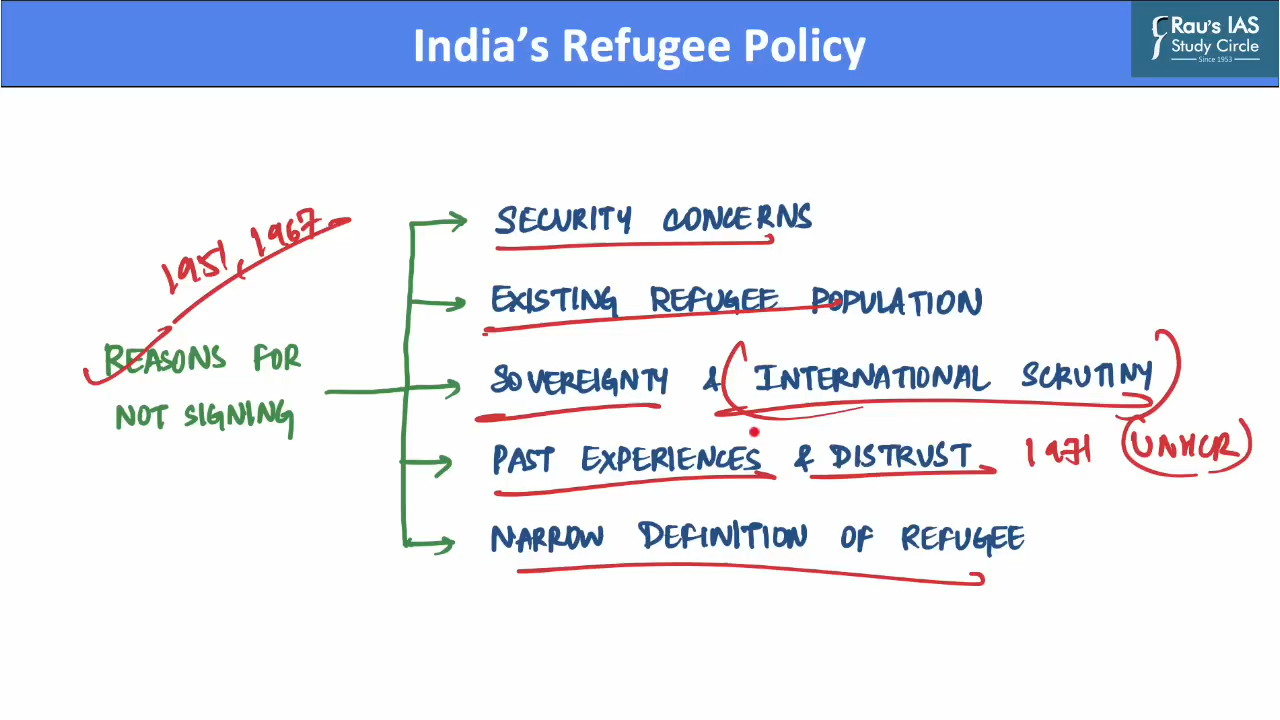 India's Refugee Policy
Rau's IAS
Study Circle
Since 1953
1951, 1967
REASONS FOR
NOT SIGNING
SECURITY CONCERNS
EXISTING REFUGEE POPULATION
SOVEREIGNTY & (INTERNATIONAL SCRUTINY)
PAST EXPERIENCES & DISTRUST 1971 UNHCR
NARROW DEFINITION OF REFUGEE